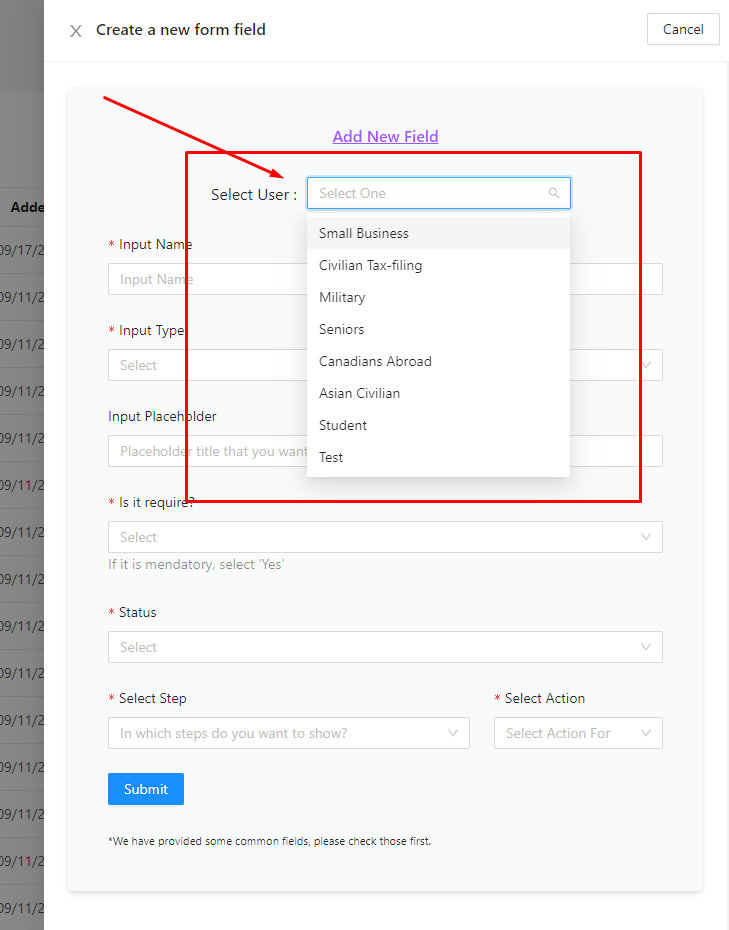 X Create a new form field
Cancel
Add New Field
Select User : Select One
Small Business
Civilian Tax-filing
Military
Seniors
Canadians Abroad
Asian Civilian
Student
Test
* Input Name
Input Name
* Input Type
Select
Input Placeholder
Placeholder title that you want
* Is it require?
Select
If it is mendatory, select 'Yes'
* Status
Select
* Select Step
In which steps do you want to show?
* Select Action
Select Action For
Submit
*We have provided some common fields, please check those first.
Adde
09/17/2
09/11/2
09/11/2
09/11/2
09/11/2
09/11/2
09/11/2
09/11/2
09/11/2
09/11/2
09/11/2
09/11/2
09/11/2
09/11/2
09/11/2